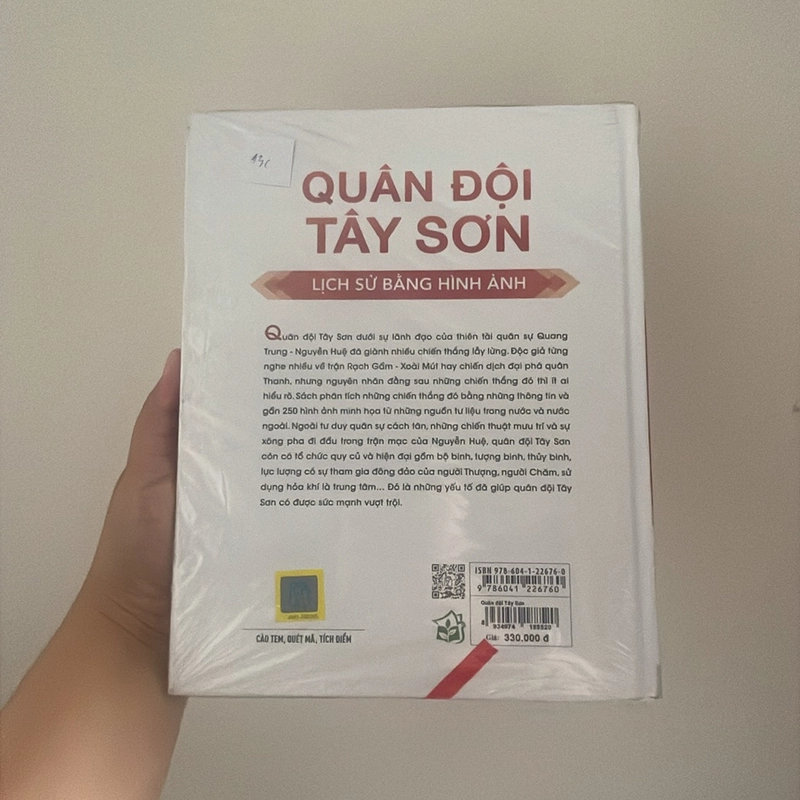 QUÂN ĐỘI
TÂY SƠN
LỊCH SỬ BẰNG HÌNH ẢNH
Quân đội Tây Sơn dưới sự lãnh đạo của thiên tài quân sự Quang
Trung - Nguyễn Huệ đã giành nhiều chiến thắng lẫy lừng. Độc giả từng
nghe nhiều về trận Rạch Gầm - Xoài Mút hay chiến dịch đại phá quân
Thanh, nhưng nguyên nhân đằng sau những chiến thắng đó thì ít ai
hiểu rõ. Sách phân tích những chiến thắng đó bằng những thông tin và
gần 250 hình ảnh minh họa từ những nguồn tư liệu trong nước và nước
ngoài. Ngoài tư duy quân sự cách tân, những chiến thuật mưu trí và sự
xông pha đi đầu trong trận mạc của Nguyễn Huệ, quân đội Tây Sơn
còn có tổ chức quy củ và hiện đại gồm bộ binh, tượng binh, thủy binh,
lực lượng có sự tham gia đông đảo của người Thượng, người Chăm, sử
dụng hỏa khí là trung tâm... Đó là những yếu tố đã giúp quân đội Tây
Sơn có được sức mạnh vượt trội.
ISBN 978-604-1-22676-0
9 786041 226760
Quân đội Tây Sơn
Giá: 330.000 đ
CÀO TEM, QUÉT MÃ, TÍCH ĐIỂM